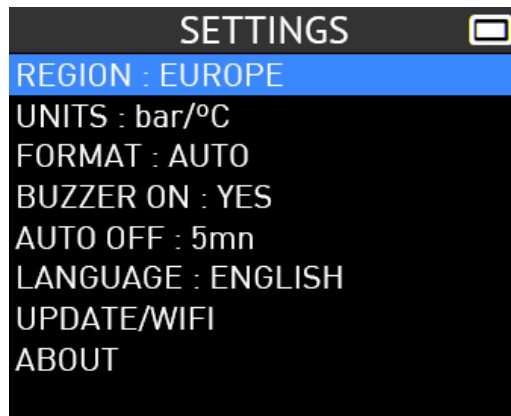 SETTINGS
REGION : EUROPE
UNITS : bar/ºC
FORMAT : AUTO
BUZZER ON : YES
AUTO OFF : 5mn
LANGUAGE : ENGLISH
UPDATE/WIFI
ABOUT